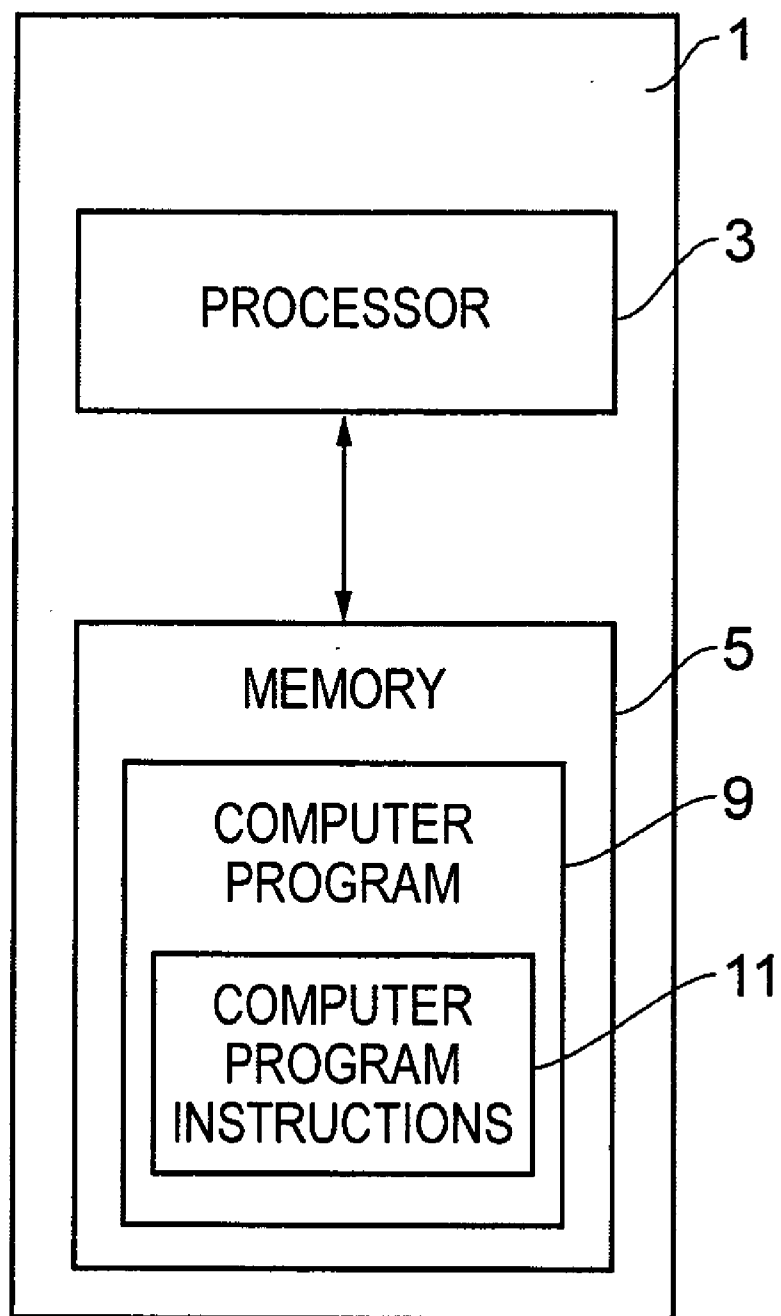 1
PROCESSOR
3
MEMORY
5
COMPUTER
PROGRAM
9
COMPUTER
PROGRAM
INSTRUCTIONS
11